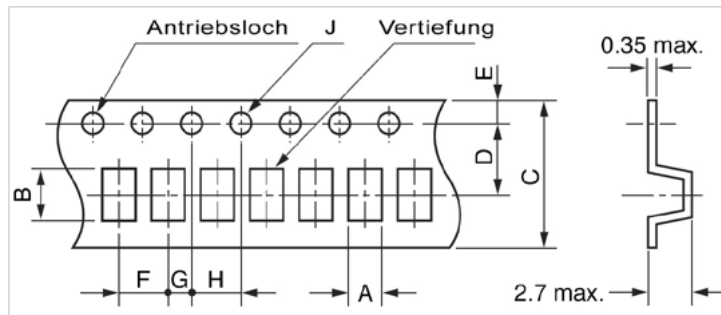 Antriebsloch
J
Vertiefung
0.35 max.
E
D
C
B
F
G
H
A
2.7 max.